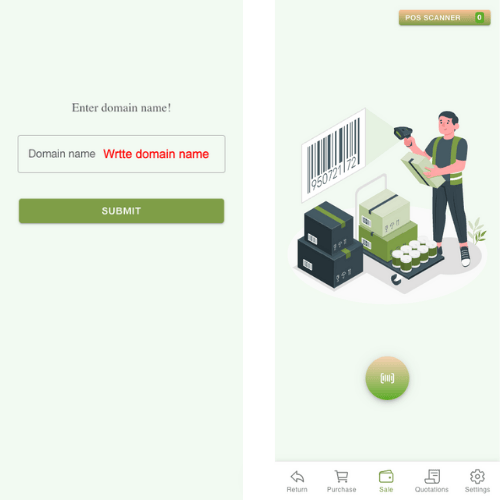 Enter domain name!
Domain name Wrtte domain name
SUBMIT
POS SCANNER 0
950721172
Return Purchase Sale Quotations Settings